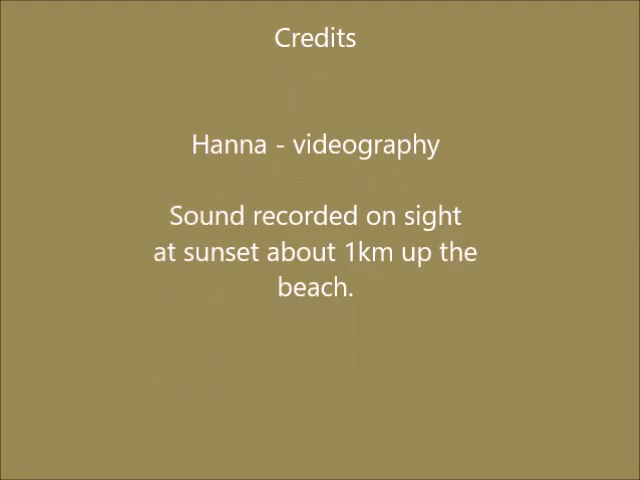 Credits
Hanna - videography
Sound recorded on sight
at sunset about 1km up the
beach.